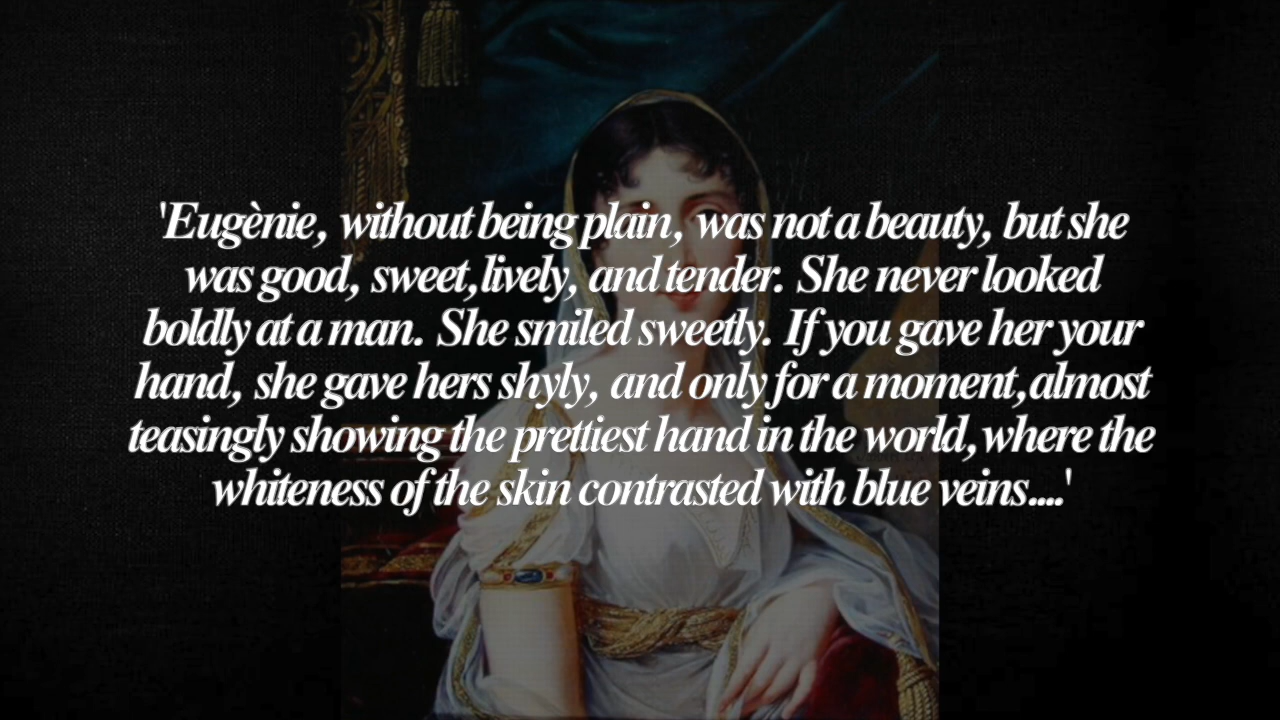 'Eugènie, without being plain, was not a beauty, but she
was good, sweet,lively, and tender. She never looked
boldly at a man. She smiled sweetly. If you gave her your
hand, she gave hers shyly, and only for a moment,almost
teasingly showing the prettiest hand in the world,where the
whiteness of the skin contrasted with blue veins....'